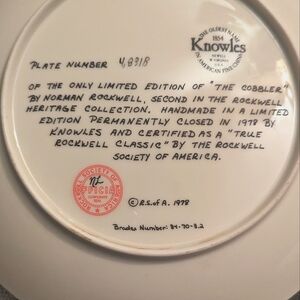 THE OLDEST NAME
1854
Knowles
IN AMERICAN FINE CHINA
PLATE NUMBER
OF THE ONLY LIMITED EDITION OF "THE COBBLER"
BY NORMAN ROCKWELL, SECOND IN THE ROCKWELL
HERITAGE COLLECTION. HANDMADE IN A LIMITED
EDITION PERMANENTLY CLOSED IN 1978 BY
KNOWLES AND CERTIFIED AS A "TRUE
ROCKWELL CLASSIC" BY THE ROCKWELL
SOCIETY OF AMERICA.
© R.S. of A. 1978
Bradex Number: 84-70-3.2